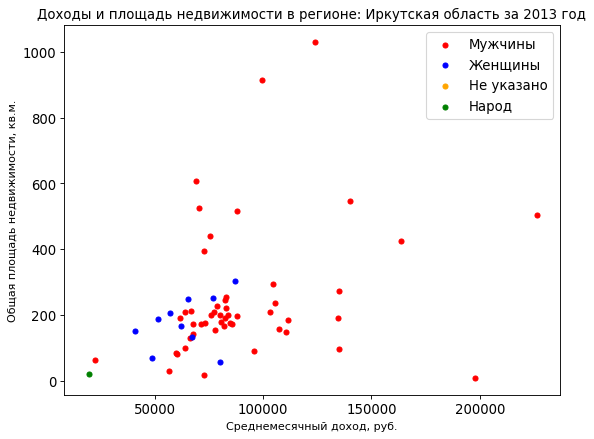 Доходы и площадь недвижимости в регионе: Иркутская область за 2013 год
Мужчины
Женщины
Не указано
Народ
Общая площадь недвижимости, кв.м.
1000
800
600
400
200
0
50000 100000 150000 200000
Среднемесячный доход, руб.